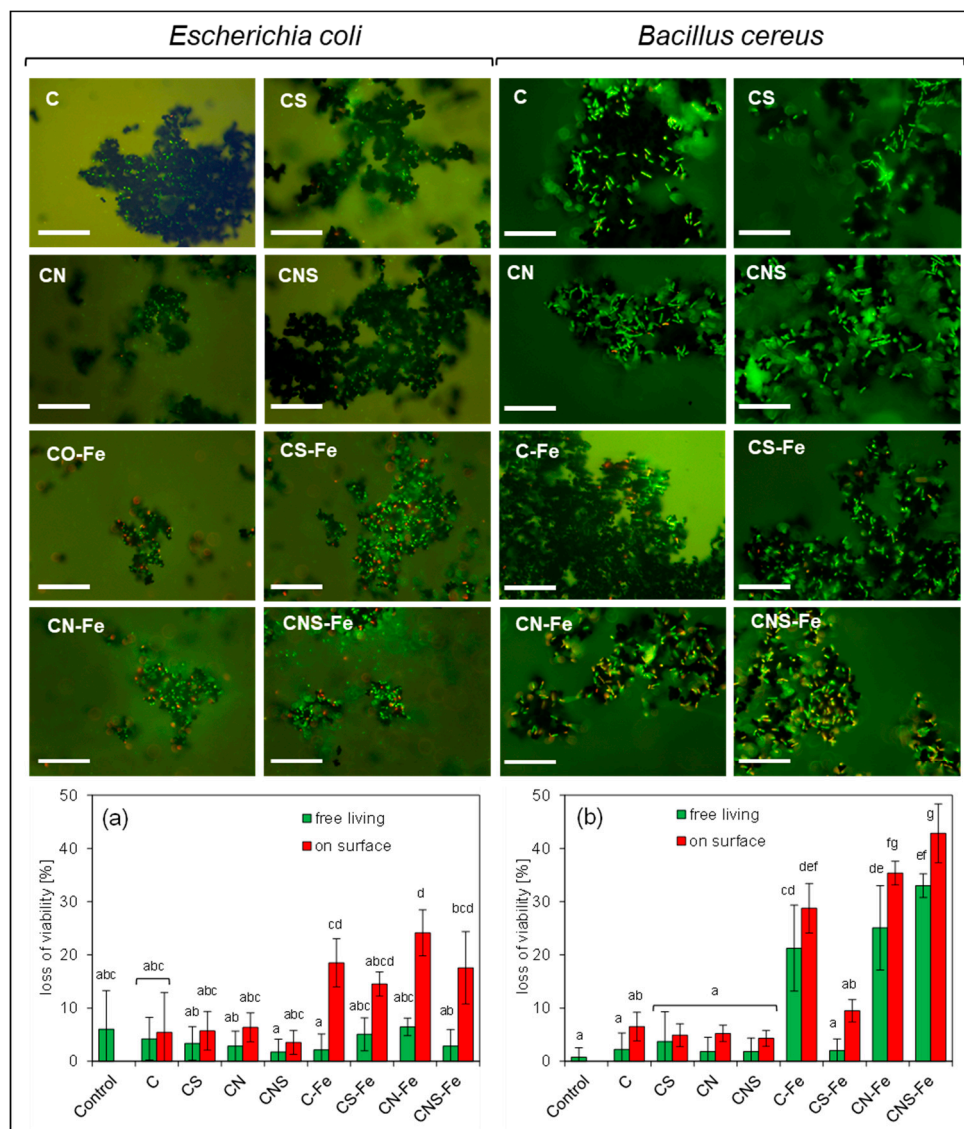 Escherichia coli
Bacillus cereus
C
CS
C
CS
CN
CNS
CN
CNS
CO-Fe
CS-Fe
C-Fe
CS-Fe
CN-Fe
CNS-Fe
CN-Fe
CNS-Fe
(a)
free living
on surface
loss of viability [%]
50
40
30
20
10
0
abc
abc
ab
abc
ab
abc
a
abc
a
cd
abc
abcd
abc
d
ab
bcd
Control
C
CS
CN
CNS
C-Fe
CS-Fe
CN-Fe
CNS-Fe
(b)
free living
on surface
loss of viability [%]
50
40
30
20
10
0
a
a
ab
a
cd
def
a
ab
de
fg
ef
g
Control
C
CS
CN
CNS
C-Fe
CS-Fe
CN-Fe
CNS-Fe